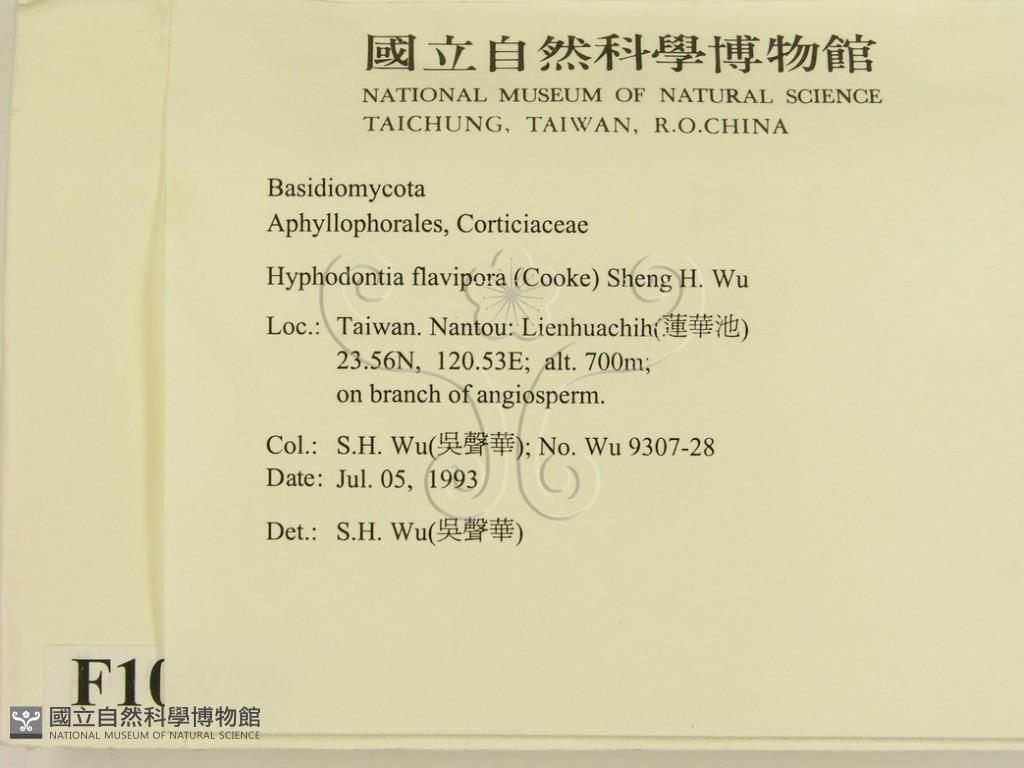 國立自然科學博物館
NATIONAL MUSEUM OF NATURAL SCIENCE
TAICHUNG, TAIWAN, R.O.CHINA
Basidiomycota
Aphyllophorales, Corticiaceae
Hyphodontia flavipora (Cooke) Sheng H. Wu
Loc.: Taiwan. Nantou: Lienhuachih(蓮華池)
23.56N, 120.53E; alt. 700m;
on branch of angiosperm.
Col.: S.H. Wu(吳聲華); No. Wu 9307-28
Date: Jul. 05, 1993
Det.: S.H. Wu(吳聲華)
F10
國立自然科學博物館
NATIONAL MUSEUM OF NATURAL SCIENCE